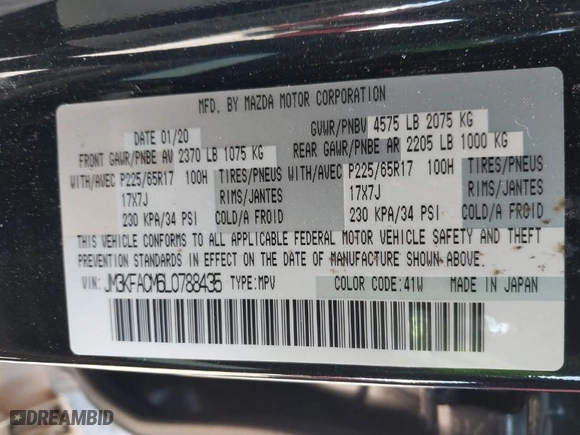 MFD. BY MAZDA MOTOR CORPORATION
DATE 01/20 GVWR/PNBV 4575 LB 2075 KG
FRONT GAWR/PNBE AV 2370 LB 1075 KG REAR GAWR/PNBE AR 2205 LB 1000 KG
WITH/AVEC P225/65R17 100H TIRES/PNEUS WITH/AVEC P225/65R17 100H TIRES/PNEUS
17X7J RIMS/JANTES 17X7J RIMS/JANTES
230 KPA/34 PSI COLD/A FROID 230 KPA/34 PSI COLD/A FROID
THIS VEHICLE CONFORMS TO ALL APPLICABLE FEDERAL MOTOR VEHICLE SAFETY AND THEFT
PREVENTION STANDARDS IN EFFECT ON THE DATE OF MANUFACTURE SHOWN ABOVE.
VIN: JM3KFACM6L0788435 TYPE:MPV COLOR CODE:41W MADE IN JAPAN
DREAMBID